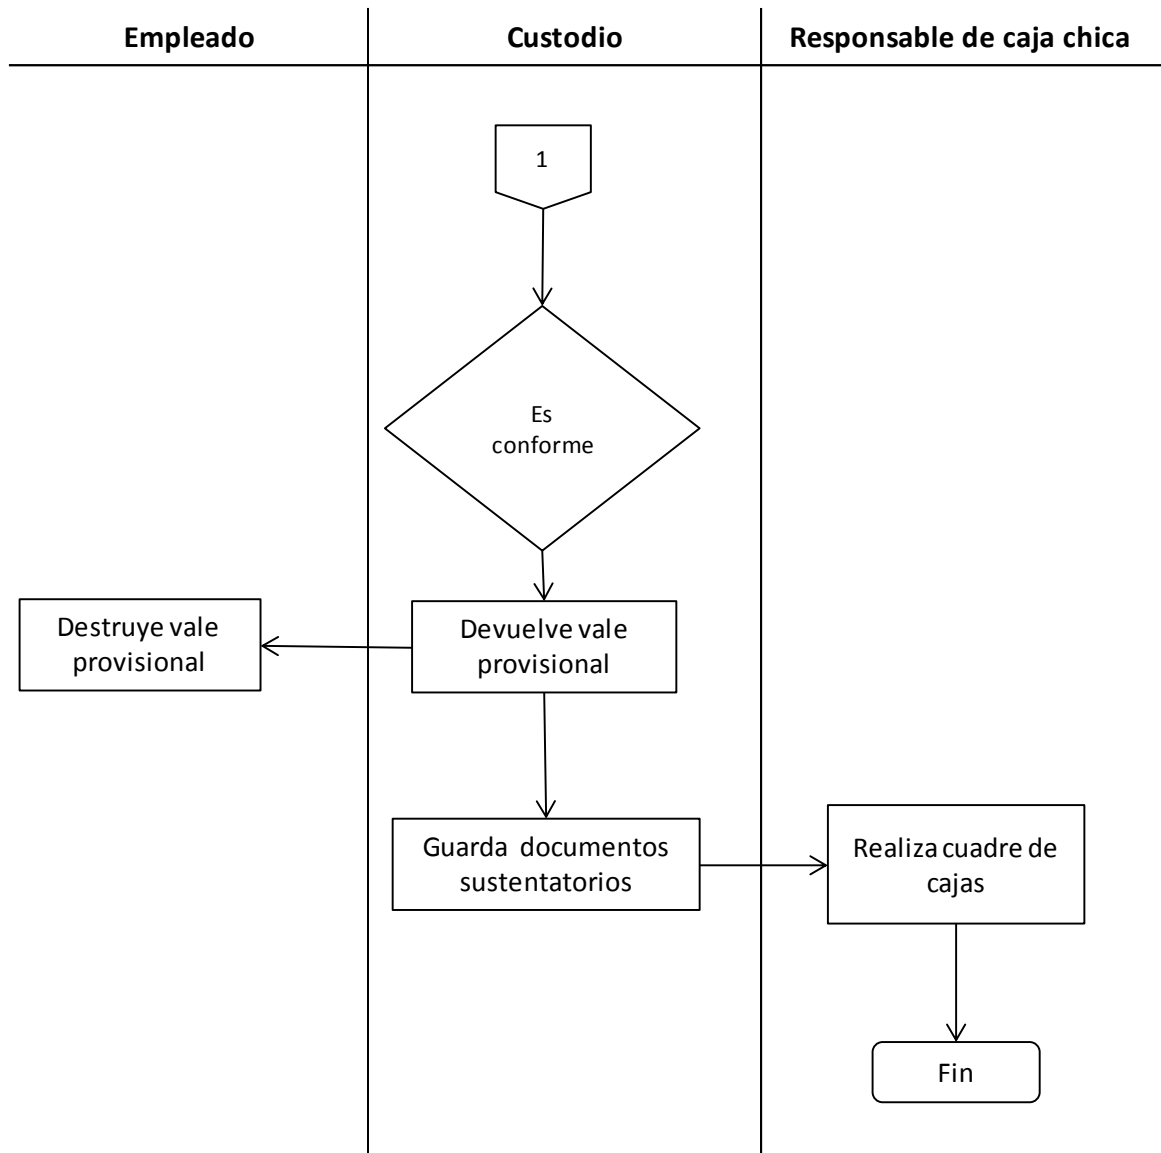 Empleado
Custodio
Responsable de caja chica
1
Es
conforme
Destruye vale
provisional
Devuelve vale
provisional
Guarda documentos
sustentatorios
Realiza cuadre de
cajas
Fin